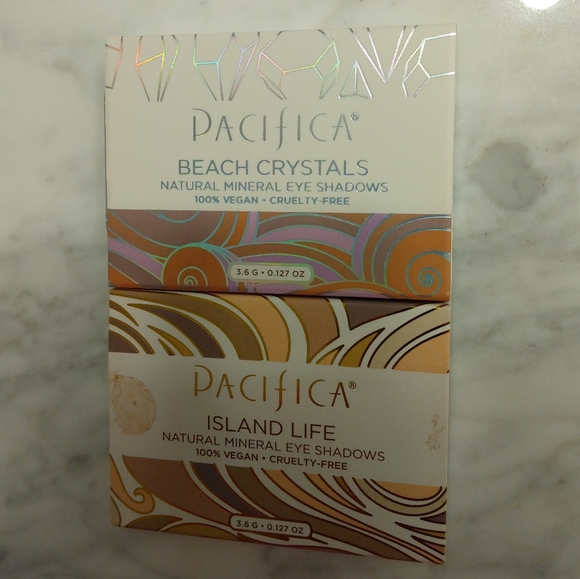 PACIFICA®
BEACH CRYSTALS
NATURAL MINERAL EYE SHADOWS
100% VEGAN • CRUELTY-FREE
3.6 G • 0.127 OZ
PACIFICA®
ISLAND LIFE
NATURAL MINERAL EYE SHADOWS
100% VEGAN • CRUELTY-FREE
3.6 G • 0.127 OZ